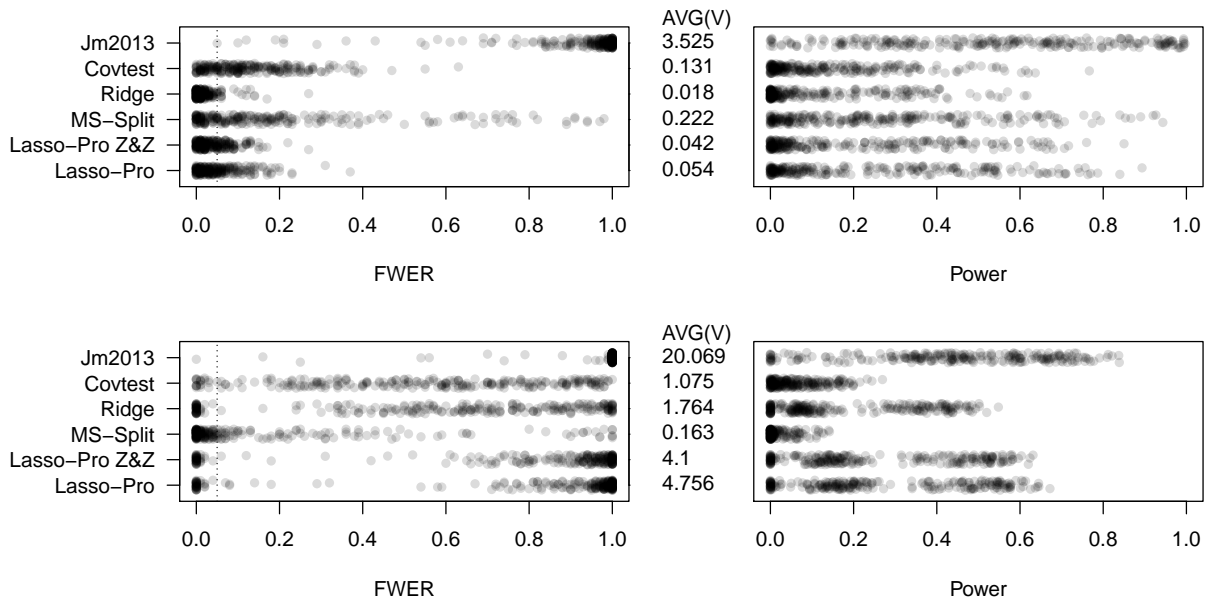 AVG(V)
Jm2013 3.525
Covtest 0.131
Ridge 0.018
MS−Split 0.222
Lasso−Pro Z&Z 0.042
Lasso−Pro 0.054
0.0 0.2 0.4 0.6 0.8 1.0 0.0 0.2 0.4 0.6 0.8 1.0
FWER Power
AVG(V)
Jm2013 20.069
Covtest 1.075
Ridge 1.764
MS−Split 0.163
Lasso−Pro Z&Z 4.1
Lasso−Pro 4.756
0.0 0.2 0.4 0.6 0.8 1.0 0.0 0.2 0.4 0.6 0.8 1.0
FWER Power